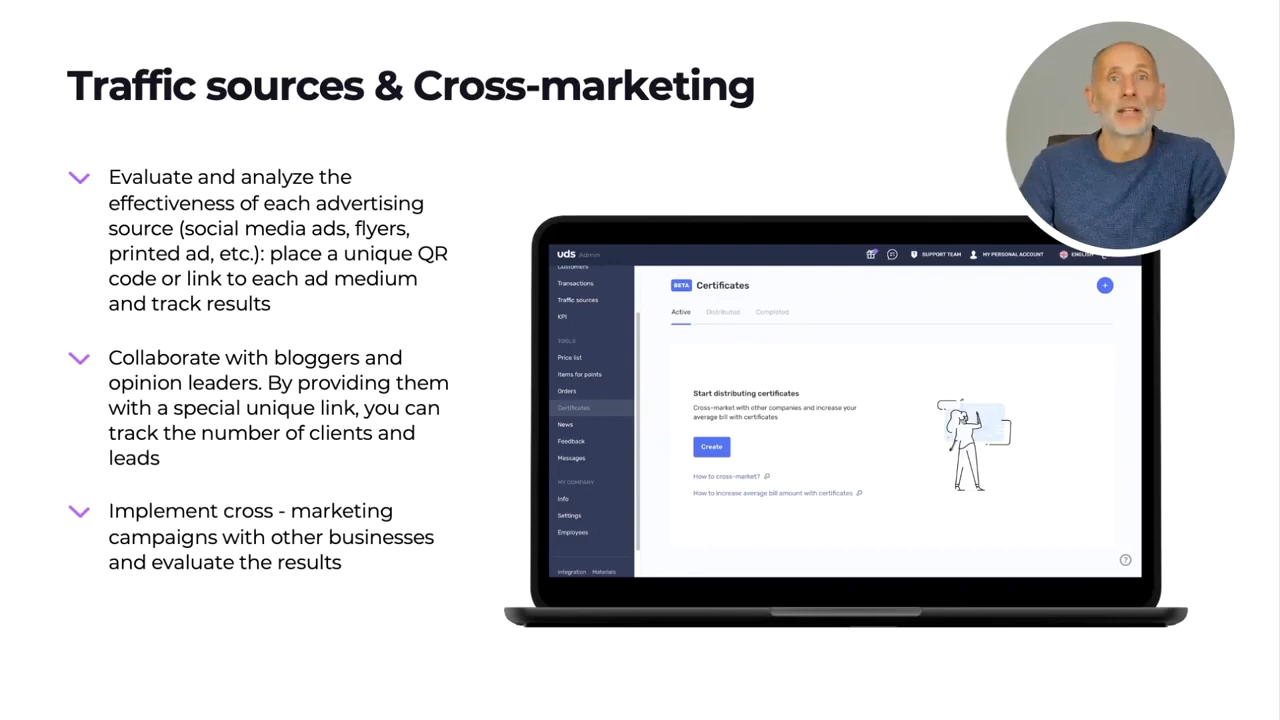 Traffic sources & Cross-marketing
Evaluate and analyze the
effectiveness of each advertising
source (social media ads, flyers,
printed ad, etc.): place a unique QR
code or link to each ad medium
and track results
Collaborate with bloggers and
opinion leaders. By providing them
with a special unique link, you can
track the number of clients and
leads
Implement cross - marketing
campaigns with other businesses
and evaluate the results
uds Admin
SUPPORT TEAM
MY PERSONAL ACCOUNT
Customers
Transactions
Traffic sources
KPI
TOOLS
Price list
Items for points
Orders
Certificates
News
Feedback
Messages
MY COMPANY
Info
Settings
Employees
Integration Materials
BETA Certificates
+
Active Distributed Completed
Start distributing certificates
Cross-market with other companies and increase your
average bill with certificates
Create
How to cross-market?
How to increase average bill amount with certificates
?